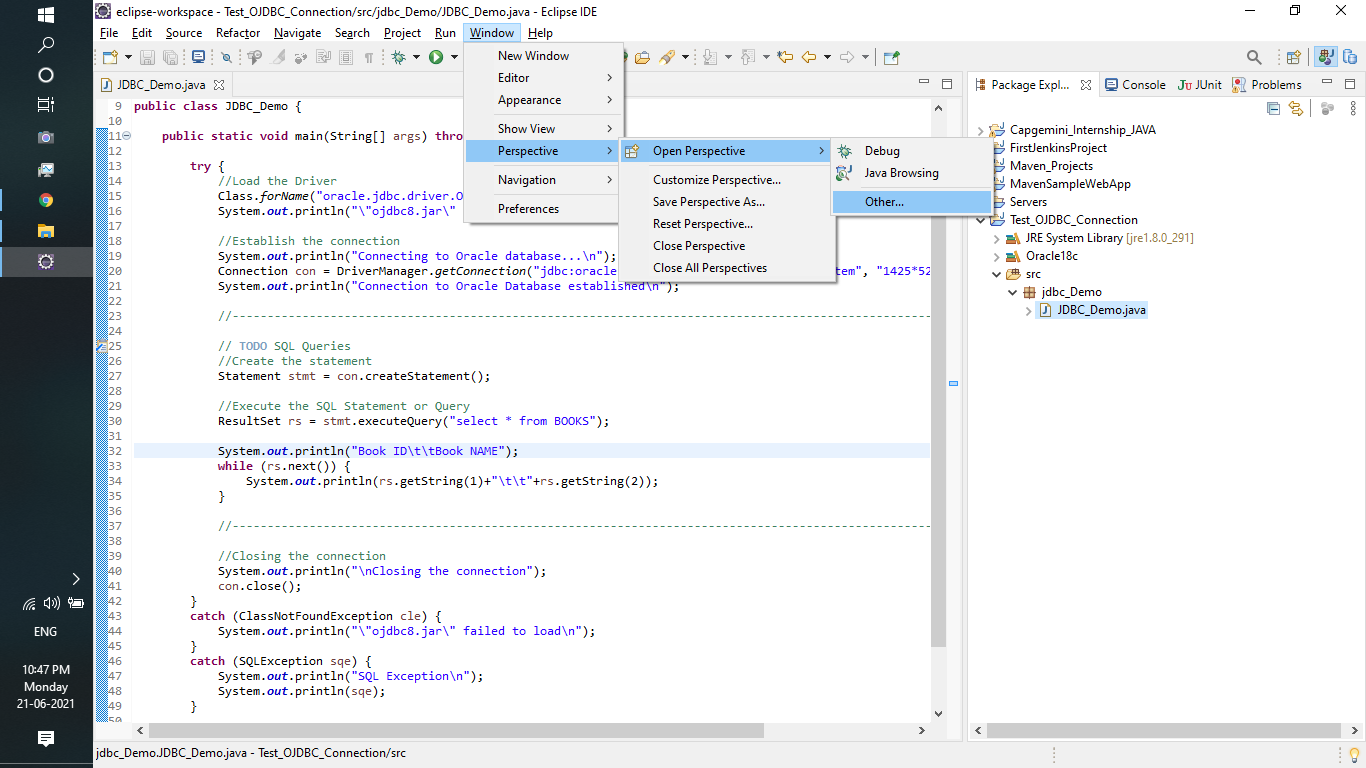 eclipse-workspace - Test_OJDBC_Connection/src/jdbc_Demo/JDBC_Demo.java - Eclipse IDE
File Edit Source Refactor Navigate Search Project Run Window Help
New Window
Editor
Appearance
Show View
Perspective
Navigation
Preferences
Open Perspective
Customize Perspective...
Save Perspective As...
Reset Perspective...
Close Perspective
Close All Perspectives
Debug
Java Browsing
Other...
JDBC_Demo.java
9 public class JDBC_Demo {
10
11 public static void main(String[] args) thro
12
13 try {
14 //Load the Driver
15 Class.forName("oracle.jdbc.driver.O
16 System.out.println("\"ojdbc8.jar\"
17
18 //Establish the connection
19 System.out.println("Connecting to Oracle database...\n");
20 Connection con = DriverManager.getConnection("jdbc:oracle tem", "1425*52
21 System.out.println("Connection to Oracle Database established\n");
22
23 //----------------------------------------------------------------------------------------------------
24
25 // TODO SQL Queries
26 //Create the statement
27 Statement stmt = con.createStatement();
28
29 //Execute the SQL Statement or Query
30 ResultSet rs = stmt.executeQuery("select * from BOOKS");
31
32 System.out.println("Book ID\t\tBook NAME");
33 while (rs.next()) {
34 System.out.println(rs.getString(1)+"\t\t"+rs.getString(2));
35 }
36
37 //----------------------------------------------------------------------------------------------------
38
39 //Closing the connection
40 System.out.println("\nClosing the connection");
41 con.close();
42 }
43 catch (ClassNotFoundException cle) {
44 System.out.println("\"ojdbc8.jar\" failed to load\n");
45 }
46 catch (SQLException sqe) {
47 System.out.println("SQL Exception\n");
48 System.out.println(sqe);
49 }
50
Package Expl... Console Ju JUnit Problems
Capgemini_Internship_JAVA
FirstJenkinsProject
Maven_Projects
MavenSampleWebApp
Servers
Test_OJDBC_Connection
JRE System Library [jre1.8.0_291]
Oracle18c
src
jdbc_Demo
JDBC_Demo.java
jdbc_Demo.JDBC_Demo.java - Test_OJDBC_Connection/src
ENG
10:47 PM
Monday
21-06-2021